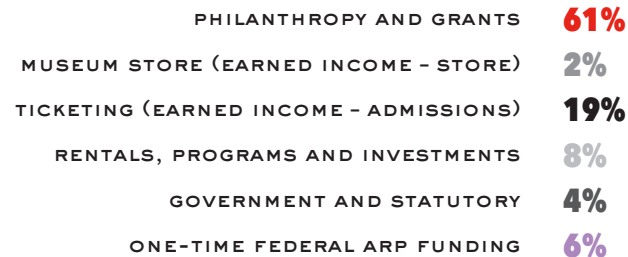 PHILANTHROPY AND GRANTS 61%
MUSEUM STORE (EARNED INCOME – STORE) 2%
TICKETING (EARNED INCOME – ADMISSIONS) 19%
RENTALS, PROGRAMS AND INVESTMENTS 8%
GOVERNMENT AND STATUTORY 4%
ONE-TIME FEDERAL ARP FUNDING 6%